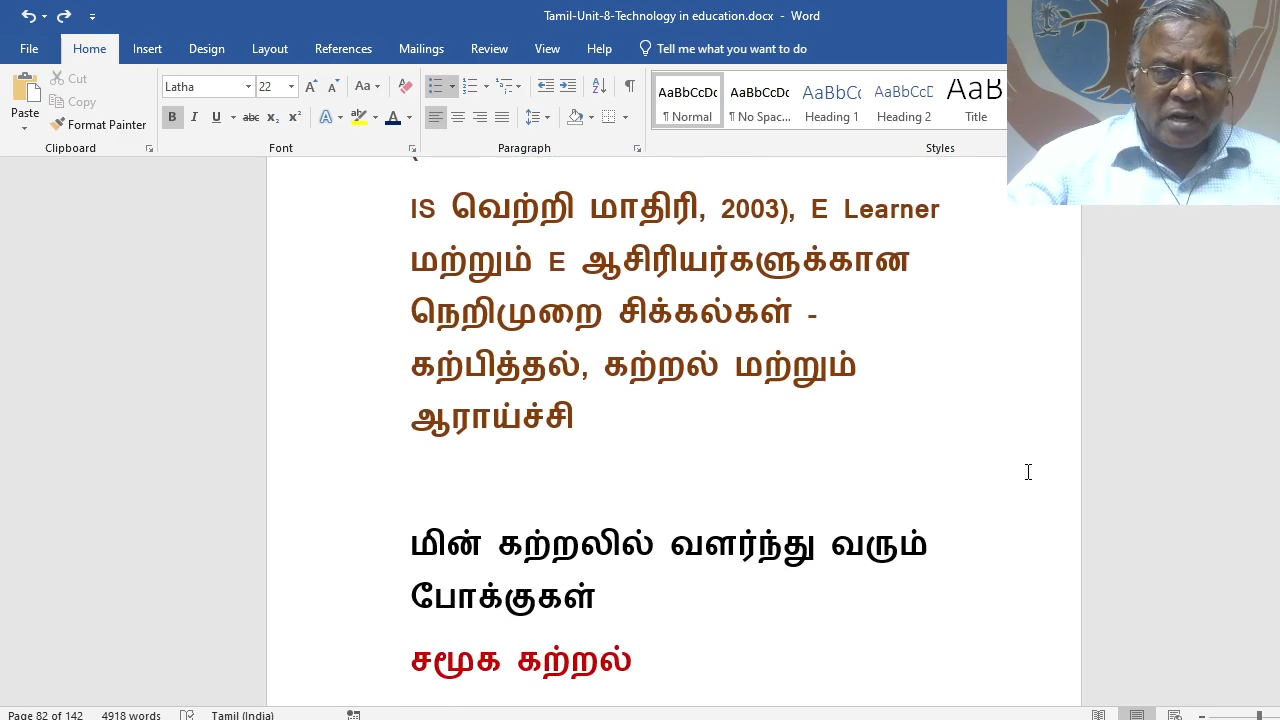 Tamil-Unit-8-Technology in education.docx - Word
File Home Insert Design Layout References Mailings Review View Help Tell me what you want to do
Paste
Cut
Copy
Format Painter
Clipboard
Latha 22
Font
Paragraph
AaBbCcDc AaBbCcDc AaBbCc AaBbCcD AaB
¶ Normal ¶ No Spac... Heading 1 Heading 2 Title
Styles
IS வெற்றி மாதிரி, 2003), E Learner
மற்றும் E ஆசிரியர்களுக்கான
நெறிமுறை சிக்கல்கள் -
கற்பித்தல், கற்றல் மற்றும்
ஆராய்ச்சி
மின் கற்றலில் வளர்ந்து வரும்
போக்குகள்
சமூக கற்றல்
Page 82 of 142 4918 words Tamil (India)